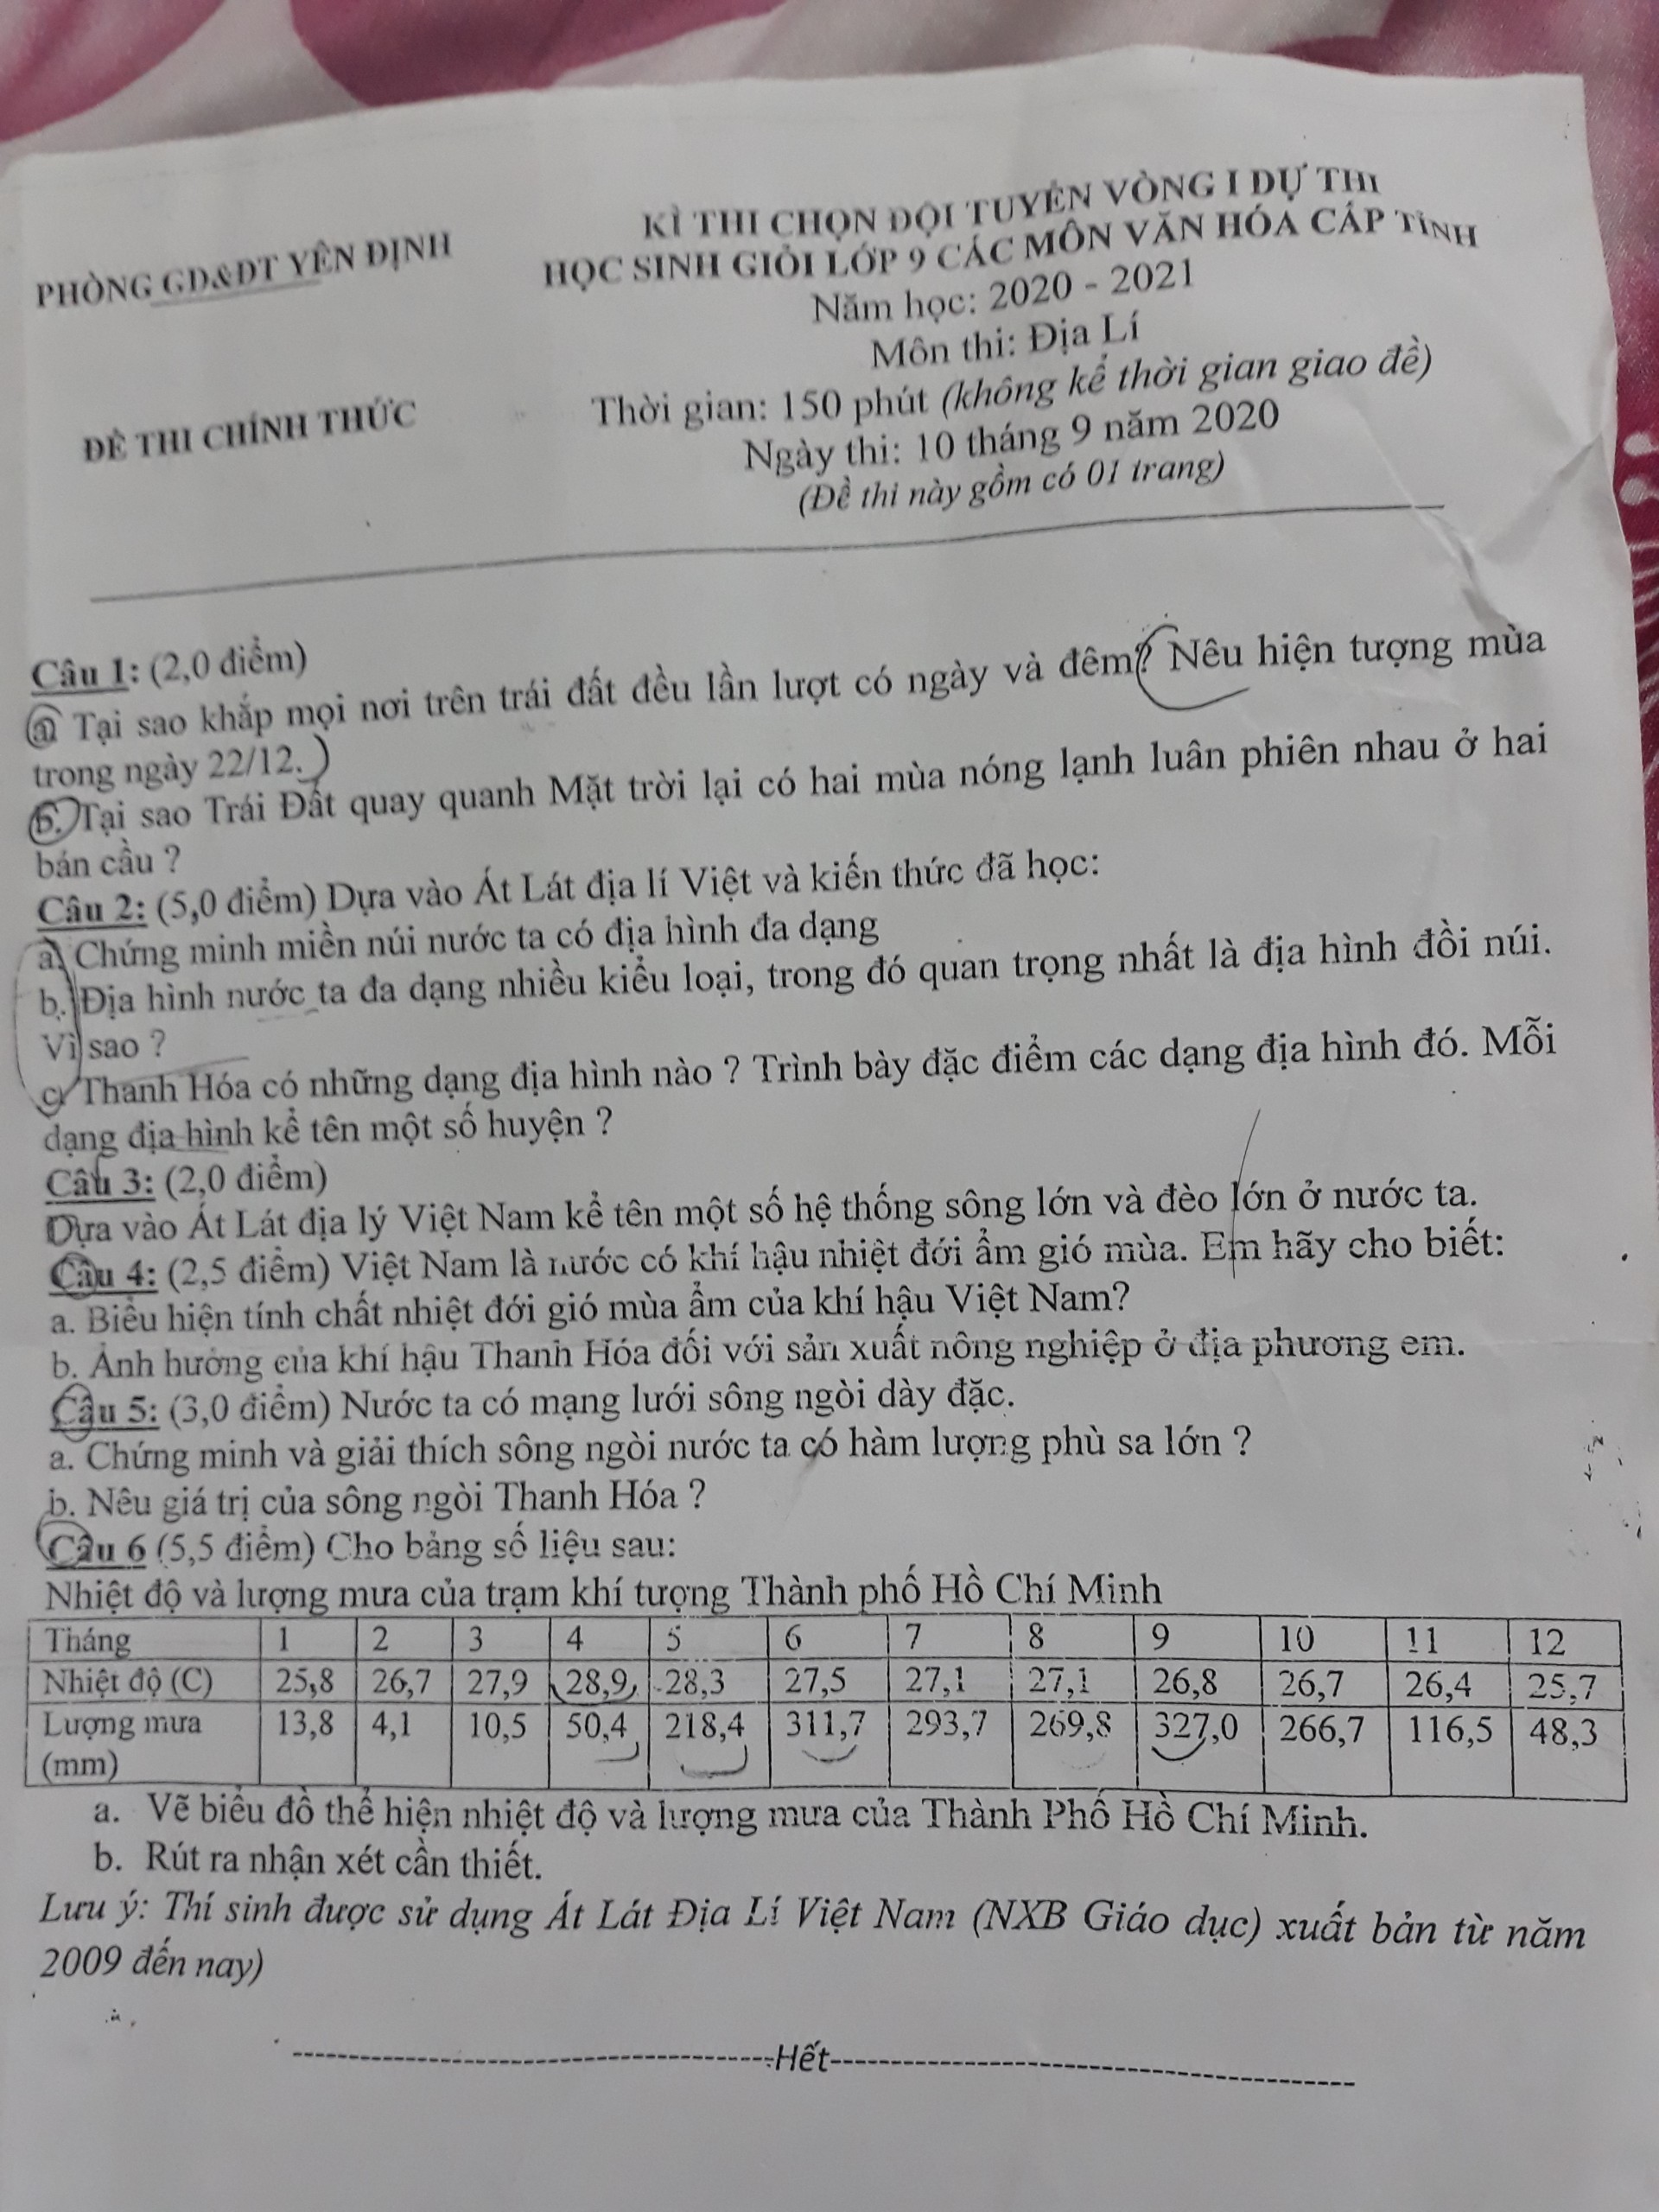 PHÒNG GD&ĐT YÊN ĐỊNH
ĐỀ THI CHÍNH THỨC
KÌ THI CHỌN ĐỘI TUYỂN VÒNG I DỰ THI
HỌC SINH GIỎI LỚP 9 CÁC MÔN VĂN HÓA CẤP TỈNH
Năm học: 2020 - 2021
Môn thi: Địa Lí
Thời gian: 150 phút (không kể thời gian giao đề)
Ngày thi: 10 tháng 9 năm 2020
(Đề thi này gồm có 01 trang)
Câu 1: (2,0 điểm)
a. Tại sao khắp mọi nơi trên trái đất đều lần lượt có ngày và đêm? Nêu hiện tượng mùa
trong ngày 22/12.
b. Tại sao Trái Đất quay quanh Mặt trời lại có hai mùa nóng lạnh luân phiên nhau ở hai
bán cầu ?
Câu 2: (5,0 điểm) Dựa vào Át Lát địa lí Việt và kiến thức đã học:
a. Chứng minh miền núi nước ta có địa hình đa dạng
b. Địa hình nước ta đa dạng nhiều kiểu loại, trong đó quan trọng nhất là địa hình đồi núi.
Vì sao ?
c. Thanh Hóa có những dạng địa hình nào ? Trình bày đặc điểm các dạng địa hình đó. Mỗi
dạng địa hình kể tên một số huyện ?
Câu 3: (2,0 điểm)
Dựa vào Át Lát địa lý Việt Nam kể tên một số hệ thống sông lớn và đèo lớn ở nước ta.
Câu 4: (2,5 điểm) Việt Nam là nước có khí hậu nhiệt đới ẩm gió mùa. Em hãy cho biết:
a. Biểu hiện tính chất nhiệt đới gió mùa ẩm của khí hậu Việt Nam?
b. Ảnh hưởng của khí hậu Thanh Hóa đối với sản xuất nông nghiệp ở địa phương em.
Câu 5: (3,0 điểm) Nước ta có mạng lưới sông ngòi dày đặc.
a. Chứng minh và giải thích sông ngòi nước ta có hàm lượng phù sa lớn ?
b. Nêu giá trị của sông ngòi Thanh Hóa ?
Câu 6 (5,5 điểm) Cho bảng số liệu sau:
Nhiệt độ và lượng mưa của trạm khí tượng Thành phố Hồ Chí Minh
Tháng 1 2 3 4 5 6 7 8 9 10 11 12
Nhiệt độ (C) 25,8 26,7 27,9 28,9 28,3 27,5 27,1 27,1 26,8 26,7 26,4 25,7
Lượng mưa 13,8 4,1 10,5 50,4 218,4 311,7 293,7 269,8 327,0 266,7 116,5 48,3
(mm)
a. Vẽ biểu đồ thể hiện nhiệt độ và lượng mưa của Thành Phố Hồ Chí Minh.
b. Rút ra nhận xét cần thiết.
Lưu ý: Thí sinh được sử dụng Át Lát Địa Lí Việt Nam (NXB Giáo dục) xuất bản từ năm
2009 đến nay)
Hết